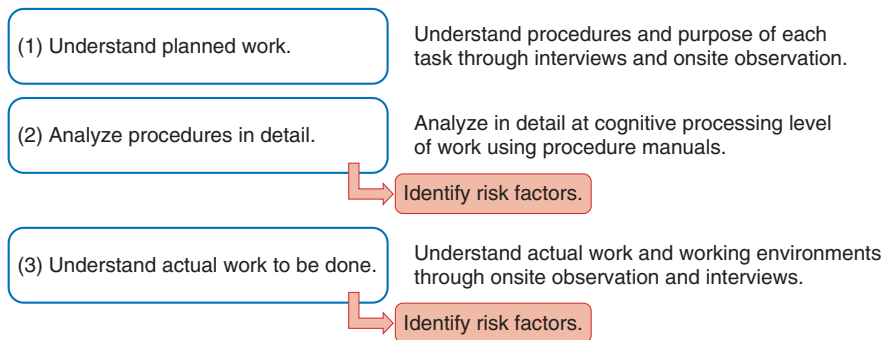 (1) Understand planned work.
Understand procedures and purpose of each
task through interviews and onsite observation.
(2) Analyze procedures in detail.
Analyze in detail at cognitive processing level
of work using procedure manuals.
Identify risk factors.
(3) Understand actual work to be done.
Understand actual work and working environments
through onsite observation and interviews.
Identify risk factors.